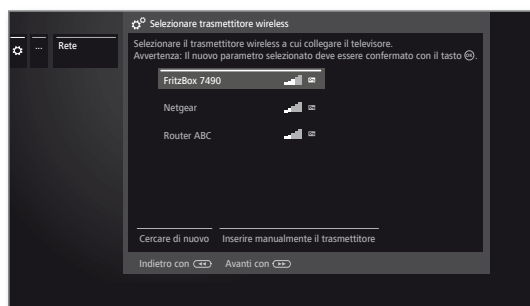 Selezionare trasmettitore wireless
... Rete
Selezionare il trasmettitore wireless a cui collegare il televisore.
Avvertenza: Il nuovo parametro selezionato deve essere confermato con il tasto OK.
FritzBox 7490
Netgear
Router ABC
Cercare di nuovo Inserire manualmente il trasmettitore
Indietro con Avanti con